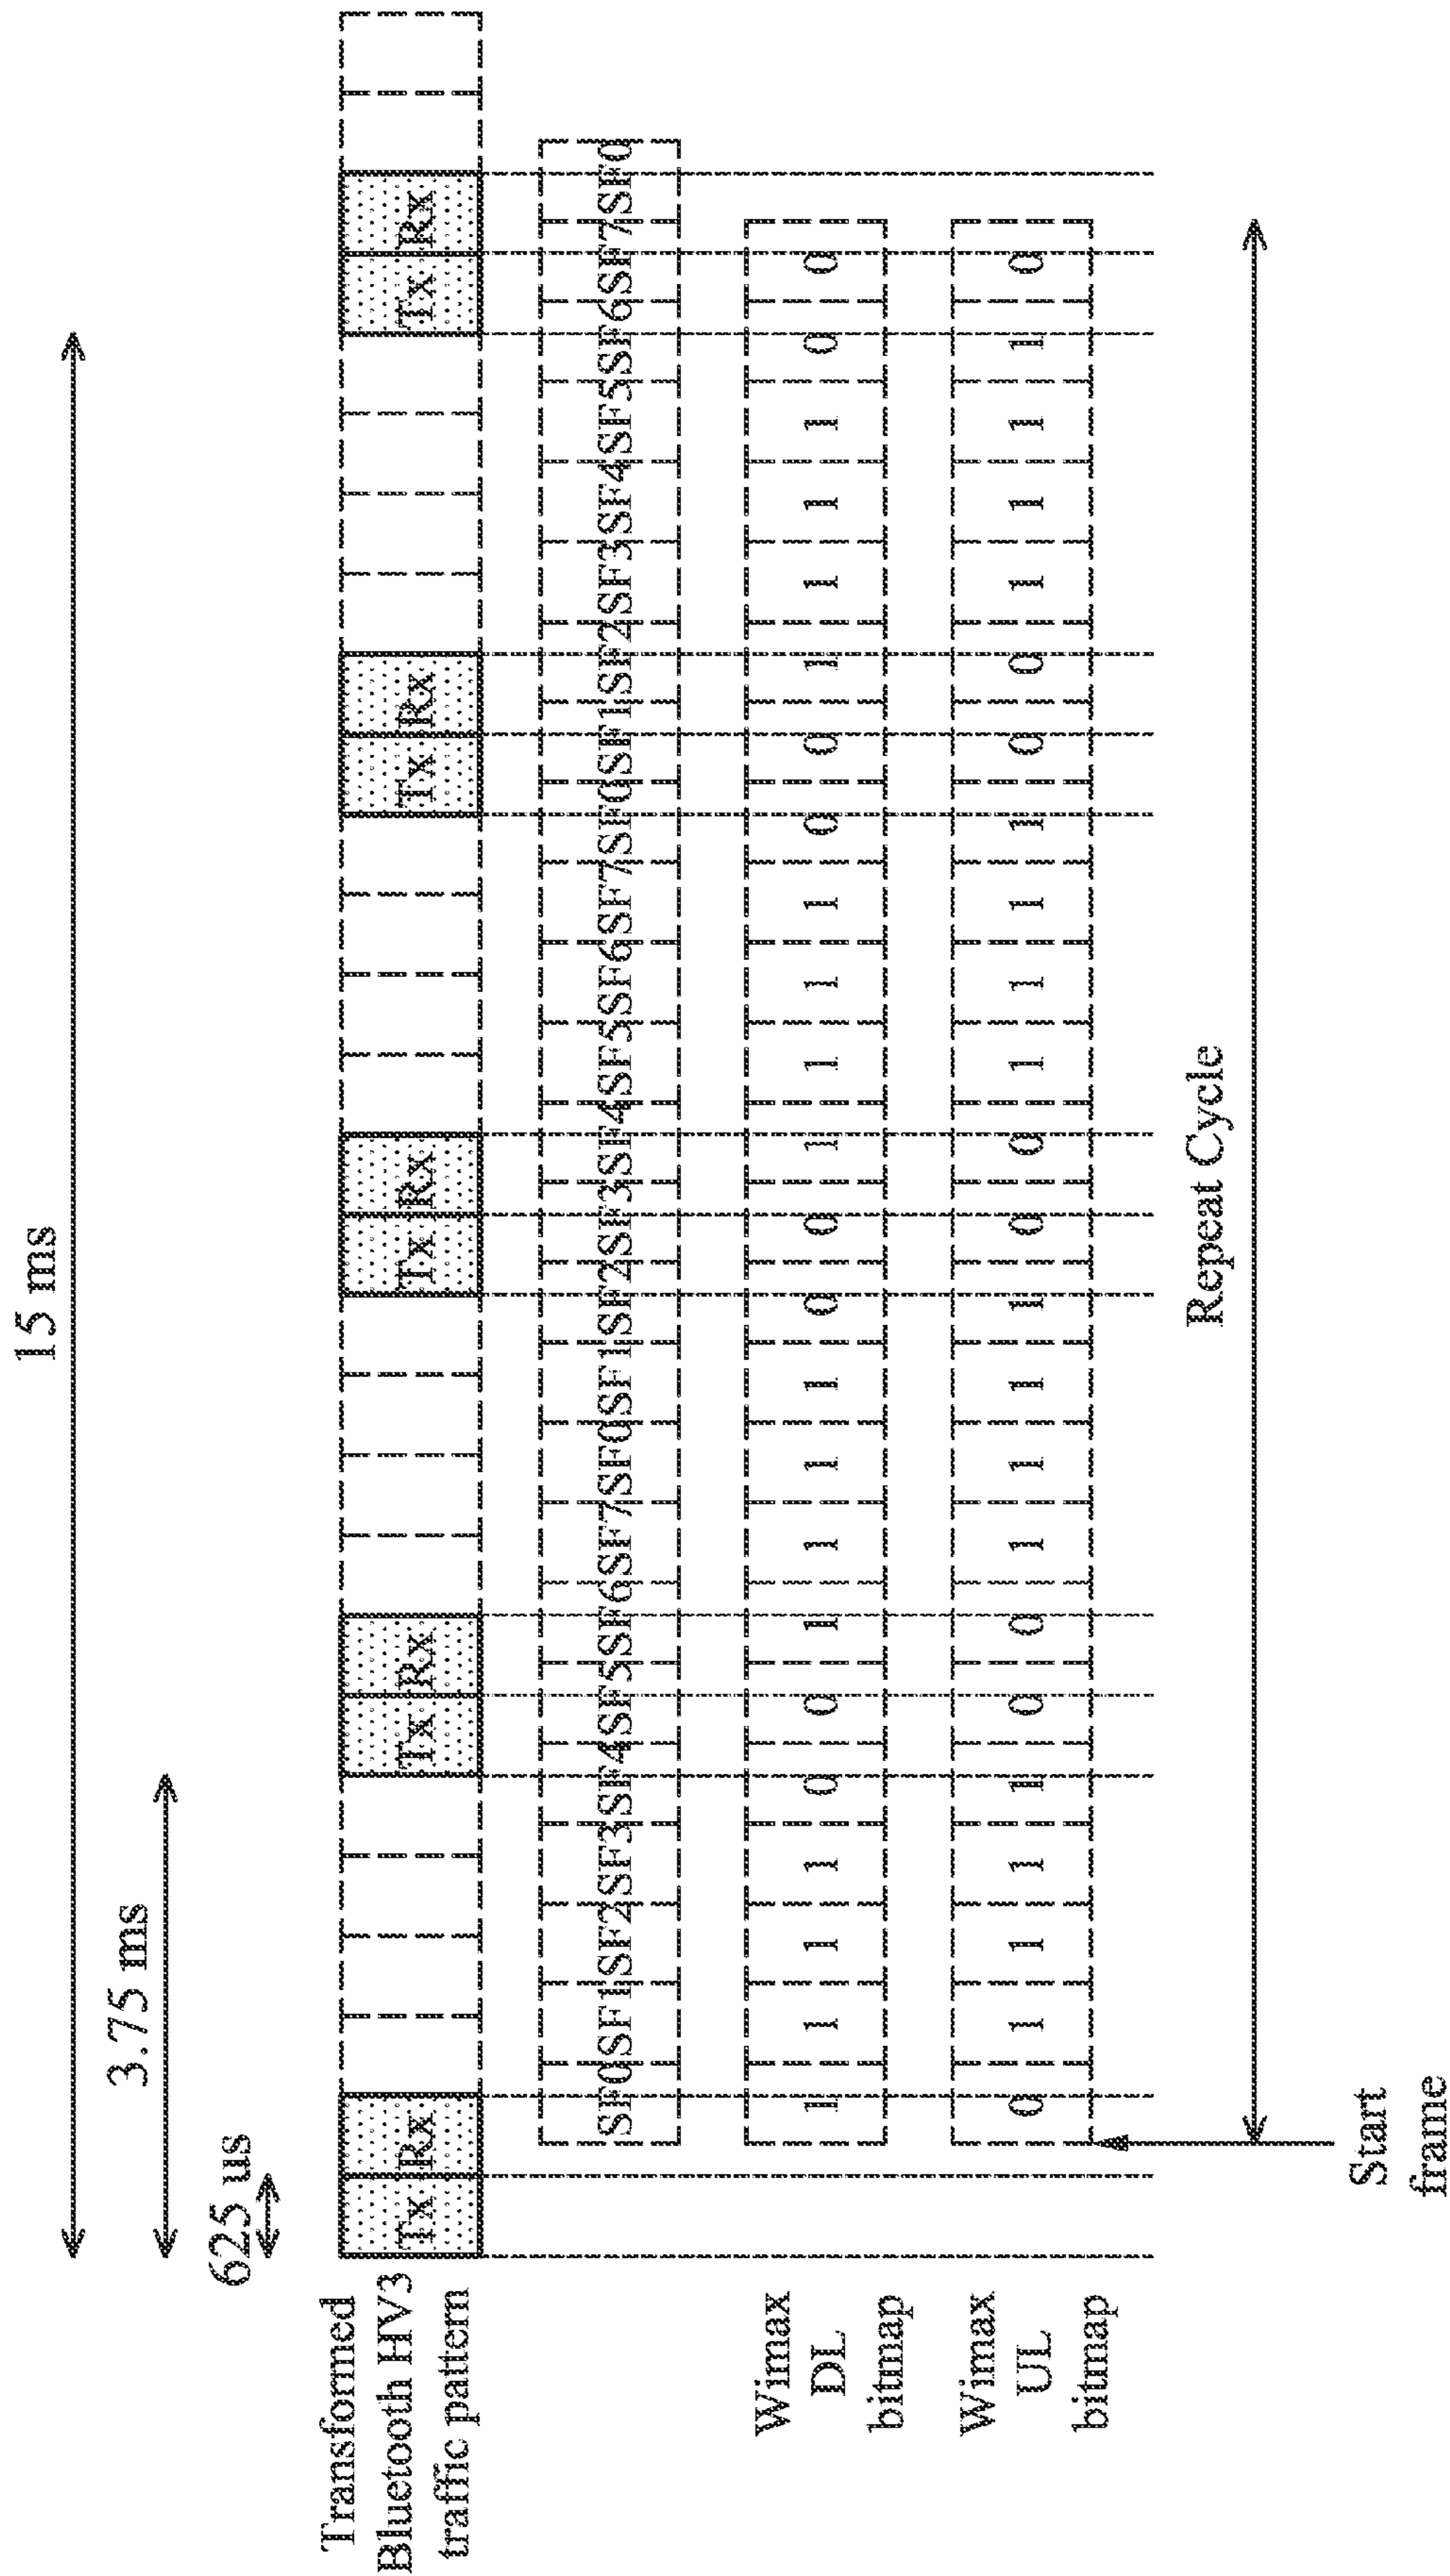 15 ms
3.75 ms
625 us
Transformed
Bluetooth HV3
traffic pattern
Tx Rx Tx Rx Tx Rx Tx Rx Tx Rx
SF0 SF1 SF2 SF3 SF4 SF5 SF6 SF7 SF0 SF1 SF2 SF3 SF4 SF5 SF6 SF7 SF0 SF1 SF2 SF3 SF4 SF5 SF6 SF7 SF0
Wimax
DL
bitmap
1 1 1 1 0 0 1 1 1 1 0 0 1 1 1 1 0 0 1 1 1 1 0 0
Wimax
UL
bitmap
0 1 1 1 1 0 0 1 1 1 1 0 0 1 1 1 1 0 0 1 1 1 1 0
Repeat Cycle
Start
frame